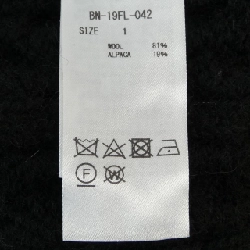 BN-19FL-042
SIZE 1
WOOL 81%
ALPACA 19%
F W